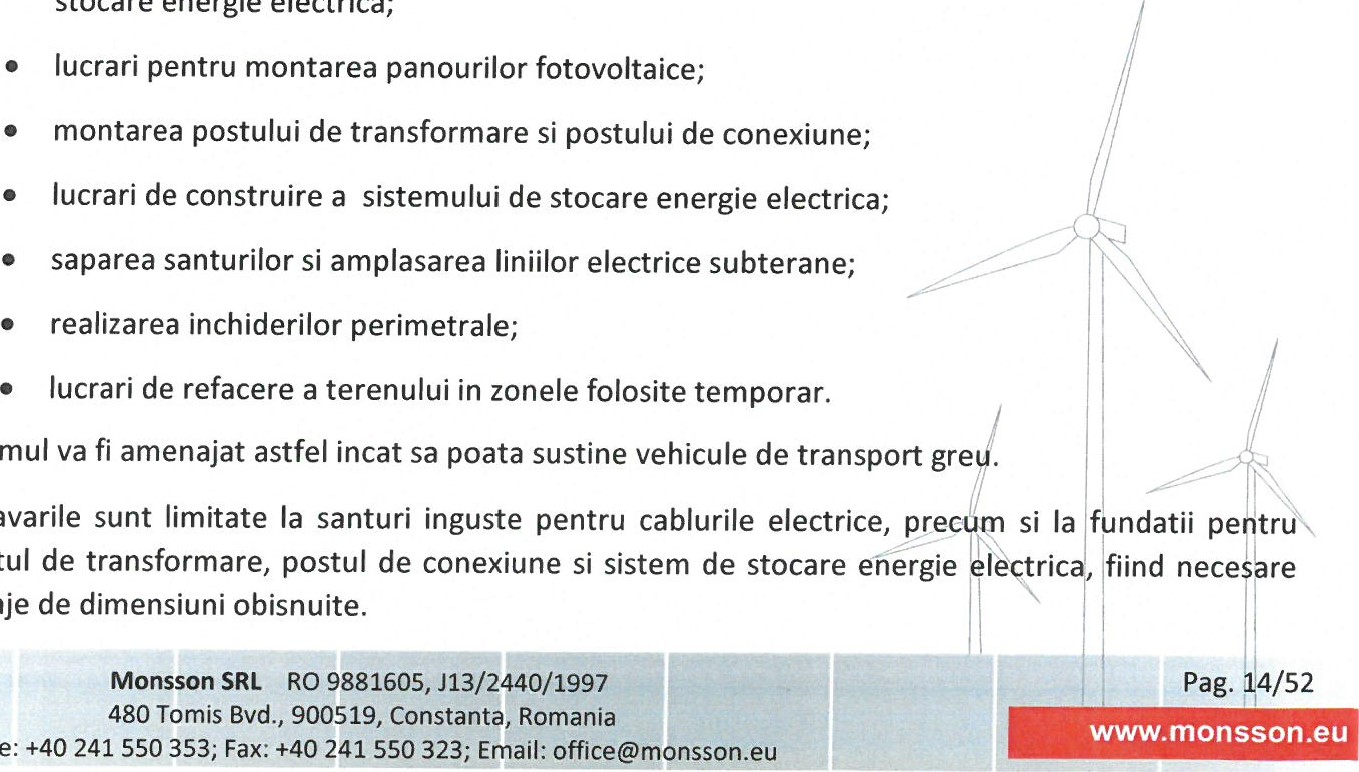 stocare energie electrica;
• lucrari pentru montarea panourilor fotovoltaice;
• montarea postului de transformare si postului de conexiune;
• lucrari de construire a sistemului de stocare energie electrica;
• saparea santurilor si amplasarea liniilor electrice subterane;
• realizarea inchiderilor perimetrale;
• lucrari de refacere a terenului in zonele folosite temporar.
mul va fi amenajat astfel incat sa poata sustine vehicule de transport greu.
avarile sunt limitate la santuri inguste pentru cablurile electrice, precum si la fundatii pentru
tul de transformare, postul de conexiune si sistem de stocare energie electrica, fiind necesare
aje de dimensiuni obisnuite.
Monsson SRL RO 9881605, J13/2440/1997
Pag. 14/52
480 Tomis Bvd., 900519, Constanta, Romania
www.monsson.eu
e: +40 241 550 353; Fax: +40 241 550 323; Email: office@monsson.eu